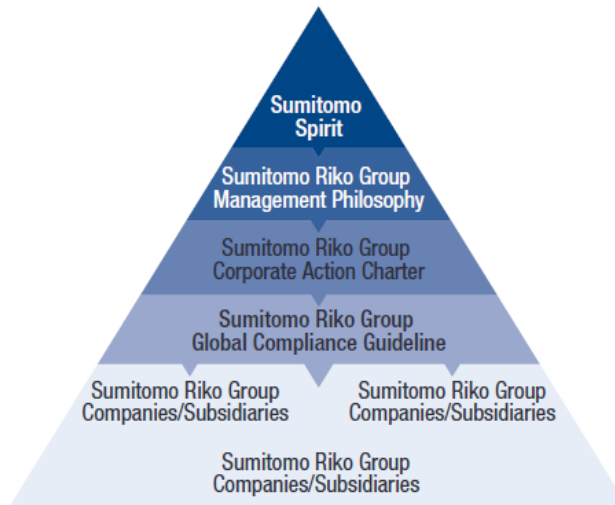 Sumitomo
Spirit
Sumitomo Riko Group
Management Philosophy
Sumitomo Riko Group
Corporate Action Charter
Sumitomo Riko Group
Global Compliance Guideline
Sumitomo Riko Group
Companies/Subsidiaries
Sumitomo Riko Group
Companies/Subsidiaries
Sumitomo Riko Group
Companies/Subsidiaries